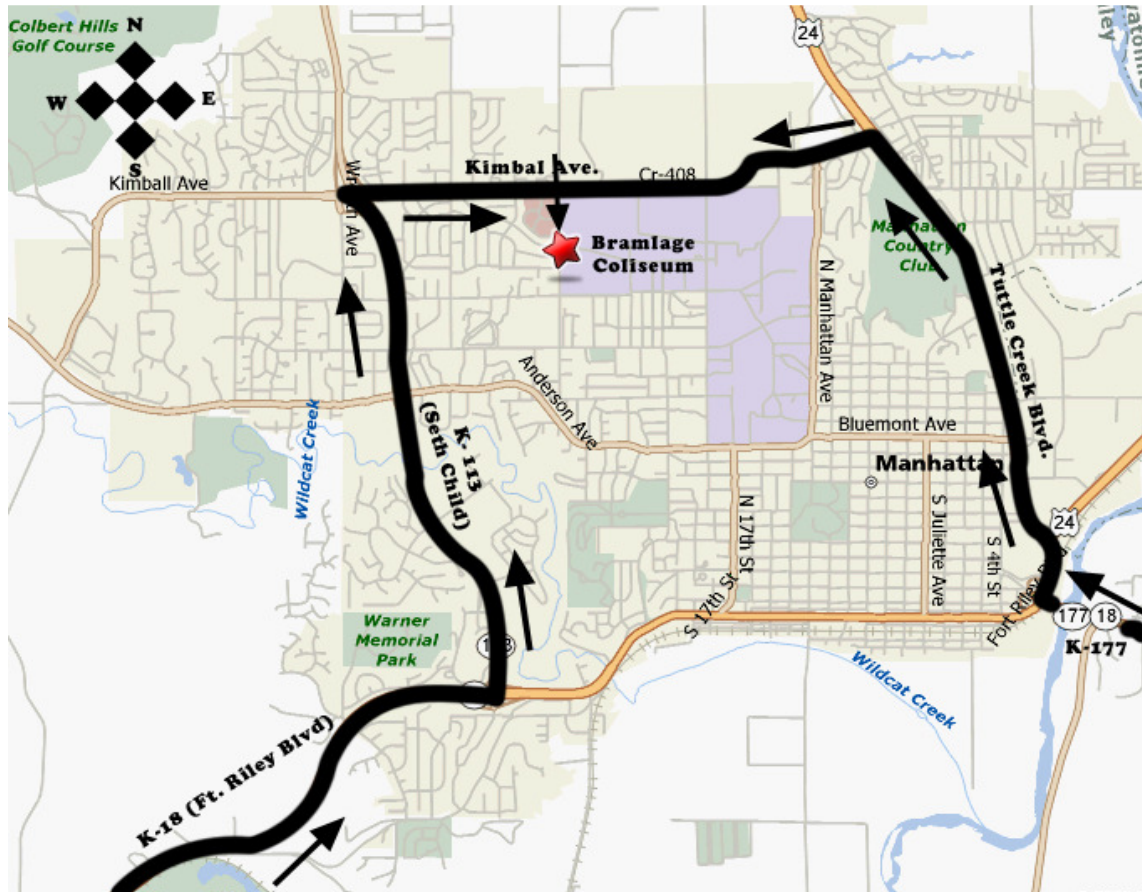 Colbert Hills
Golf Course
N
W
E
S
24
Kimball Ave
Kimbal Ave.
Cr-408
Bramlage
Coliseum
Country
Club
N Manhattan Ave
Tuttle Creek Blvd.
Anderson Ave
Bluemont Ave
Manhattan
Wildcat Creek
K- 113
(Seth Child)
N 17th St
S Juliette Ave
S 4th St
24
S 17th St
Fort Riley
177
18
K-177
Warner
Memorial
Park
Wildcat Creek
K-18 (Ft. Riley Blvd)